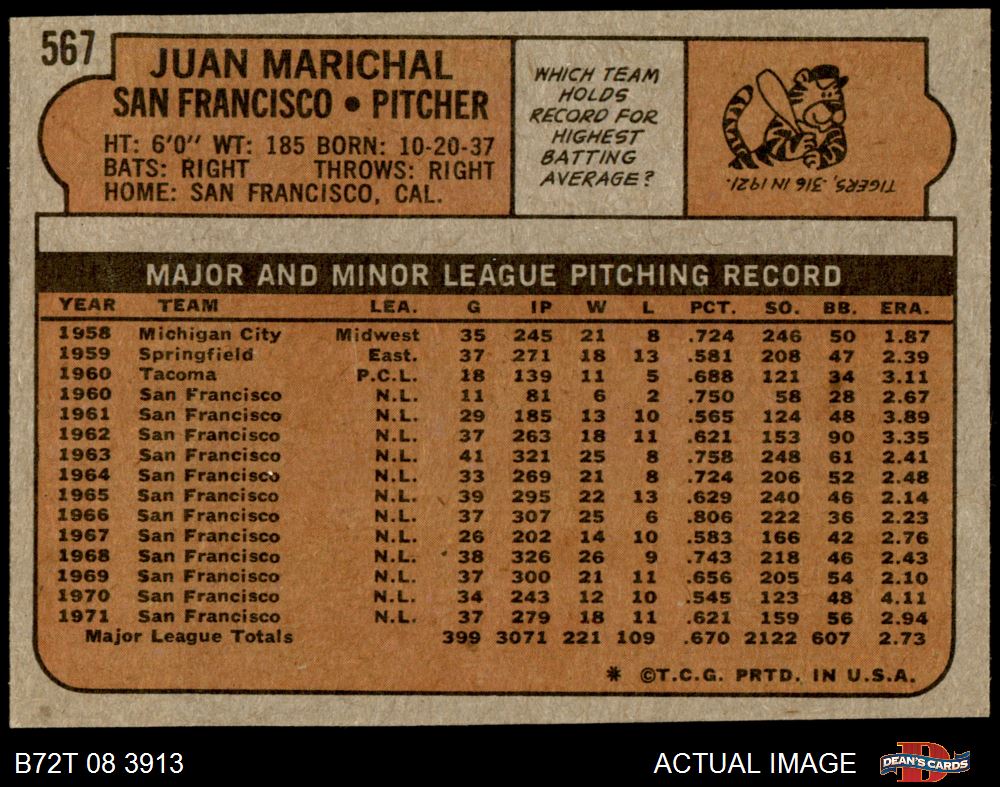 567
JUAN MARICHAL
SAN FRANCISCO • PITCHER
HT: 6'0" WT: 185 BORN: 10-20-37
BATS: RIGHT THROWS: RIGHT
HOME: SAN FRANCISCO, CAL.
WHICH TEAM
HOLDS
RECORD FOR
HIGHEST
BATTING
AVERAGE?
TIGERS, .316 IN 1921.
MAJOR AND MINOR LEAGUE PITCHING RECORD
YEAR TEAM LEA. G IP W L PCT. SO. BB. ERA.
1958 Michigan City Midwest 35 245 21 8 .724 246 50 1.87
1959 Springfield East. 37 271 18 13 .581 208 47 2.39
1960 Tacoma P.C.L. 18 139 11 5 .688 121 34 3.11
1960 San Francisco N.L. 11 81 6 2 .750 58 28 2.67
1961 San Francisco N.L. 29 185 13 10 .565 124 48 3.89
1962 San Francisco N.L. 37 263 18 11 .621 153 90 3.35
1963 San Francisco N.L. 41 321 25 8 .758 248 61 2.41
1964 San Francisco N.L. 33 269 21 8 .724 206 52 2.48
1965 San Francisco N.L. 39 295 22 13 .629 240 46 2.14
1966 San Francisco N.L. 37 307 25 6 .806 222 36 2.23
1967 San Francisco N.L. 26 202 14 10 .583 166 42 2.76
1968 San Francisco N.L. 38 326 26 9 .743 218 46 2.43
1969 San Francisco N.L. 37 300 21 11 .656 205 54 2.10
1970 San Francisco N.L. 34 243 12 10 .545 123 48 4.11
1971 San Francisco N.L. 37 279 18 11 .621 159 56 2.94
Major League Totals 399 3071 221 109 .670 2122 607 2.73
* ©T.C.G. PRTD. IN U.S.A.
B72T 08 3913
ACTUAL IMAGE
D
DEAN'S CARDS